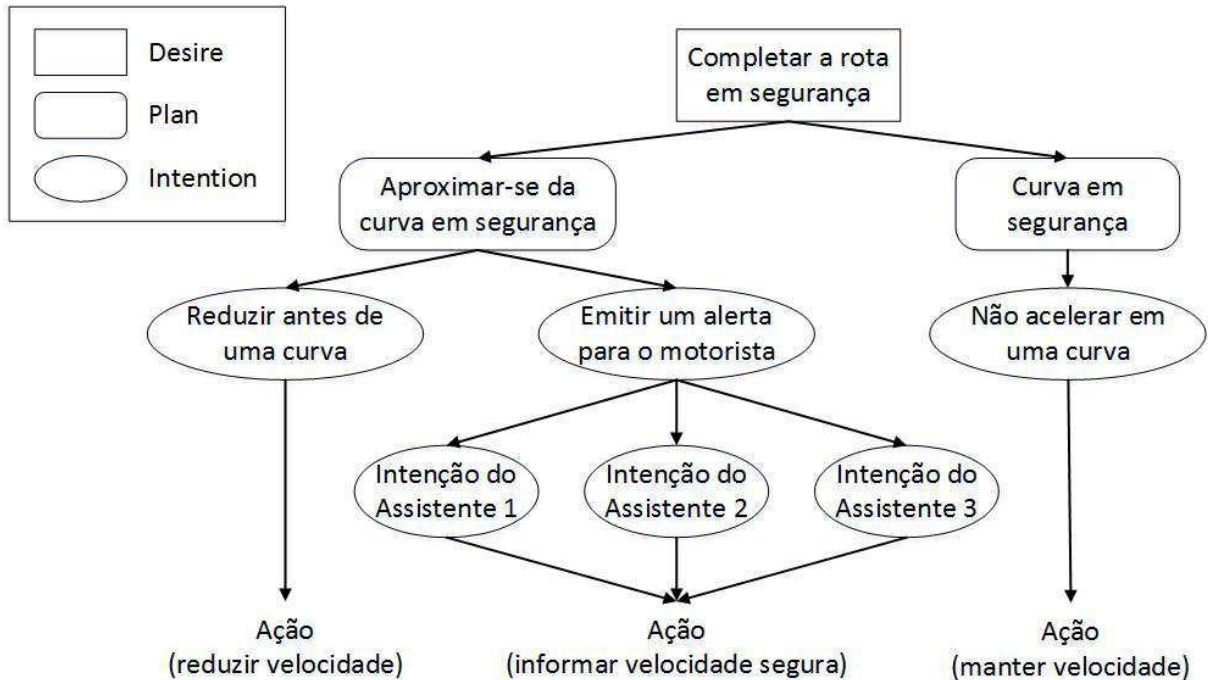 Desire
Plan
Intention
Completar a rota
em segurança
Aproximar-se da
curva em segurança
Curva em
segurança
Reduzir antes de
uma curva
Emitir um alerta
para o motorista
Não acelerar em
uma curva
Intenção do
Assistente 1
Intenção do
Assistente 2
Intenção do
Assistente 3
Ação
(reduzir velocidade)
Ação
(informar velocidade segura)
Ação
(manter velocidade)